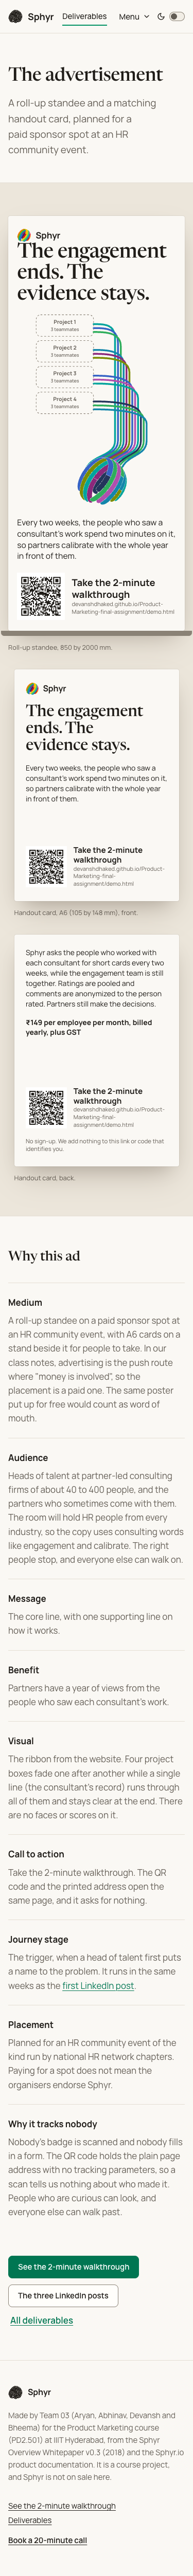 Sphyr
Deliverables
Menu
The advertisement
A roll-up standee and a matching
handout card, planned for a
paid sponsor spot at an HR
community event.
Sphyr
The engagement
ends. The
evidence stays.
Project 1
3 teammates
Project 2
3 teammates
Project 3
3 teammates
Project 4
3 teammates
Every two weeks, the people who saw a
consultant's work spend two minutes on it,
so partners calibrate with the whole year
in front of them.
Take the 2-minute
walkthrough
devanshdhaked.github.io/Product-
Marketing-final-assignment/demo.html
Roll-up standee, 850 by 2000 mm.
Sphyr
The engagement
ends. The
evidence stays.
Every two weeks, the people who saw a
consultant's work spend two minutes on it,
so partners calibrate with the whole year
in front of them.
Take the 2-minute
walkthrough
devanshdhaked.github.io/Product-
Marketing-final-
assignment/demo.html
Handout card, A6 (105 by 148 mm), front.
Sphyr asks the people who worked with
each consultant for short cards every two
weeks, while the engagement team is still
together. Ratings are pooled and
comments are anonymized to the person
rated. Partners still make the decisions.
₹149 per employee per month, billed
yearly, plus GST
Take the 2-minute
walkthrough
devanshdhaked.github.io/Product-
Marketing-final-
assignment/demo.html
No sign-up. We add nothing to this link or code that
identifies you.
Handout card, back.
Why this ad
Medium
A roll-up standee on a paid sponsor spot at
an HR community event, with A6 cards on a
stand beside it for people to take. In our
class notes, advertising is the push route
where "money is involved", so the
placement is a paid one. The same poster
put up for free would count as word of
mouth.
Audience
Heads of talent at partner-led consulting
firms of about 40 to 400 people, and the
partners who sometimes come with them.
The room will hold HR people from every
industry, so the copy uses consulting words
like engagement and calibrate. The right
people stop, and everyone else can walk on.
Message
The core line, with one supporting line on
how it works.
Benefit
Partners have a year of views from the
people who saw each consultant's work.
Visual
The ribbon from the website. Four project
boxes fade one after another while a single
line (the consultant's record) runs through
all of them and stays clear at the end. There
are no faces or scores on it.
Call to action
Take the 2-minute walkthrough. The QR
code and the printed address open the
same page, and it asks for nothing.
Journey stage
The trigger, when a head of talent first puts
a name to the problem. It runs in the same
weeks as the first LinkedIn post.
Placement
Planned for an HR community event of the
kind run by national HR network chapters.
Paying for a spot does not mean the
organisers endorse Sphyr.
Why it tracks nobody
Nobody's badge is scanned and nobody fills
in a form. The QR code holds the plain page
address with no tracking parameters, so a
scan tells us nothing about who made it.
People who are curious can look, and
everyone else can walk past.
See the 2-minute walkthrough
The three LinkedIn posts
All deliverables
Sphyr
Made by Team 03 (Aryan, Abhinav, Devansh and
Bheema) for the Product Marketing course
(PD2.501) at IIIT Hyderabad, from the Sphyr
Overview Whitepaper v0.3 (2018) and the Sphyr.io
product documentation. It is a course project,
and Sphyr is not on sale here.
See the 2-minute walkthrough
Deliverables
Book a 20-minute call